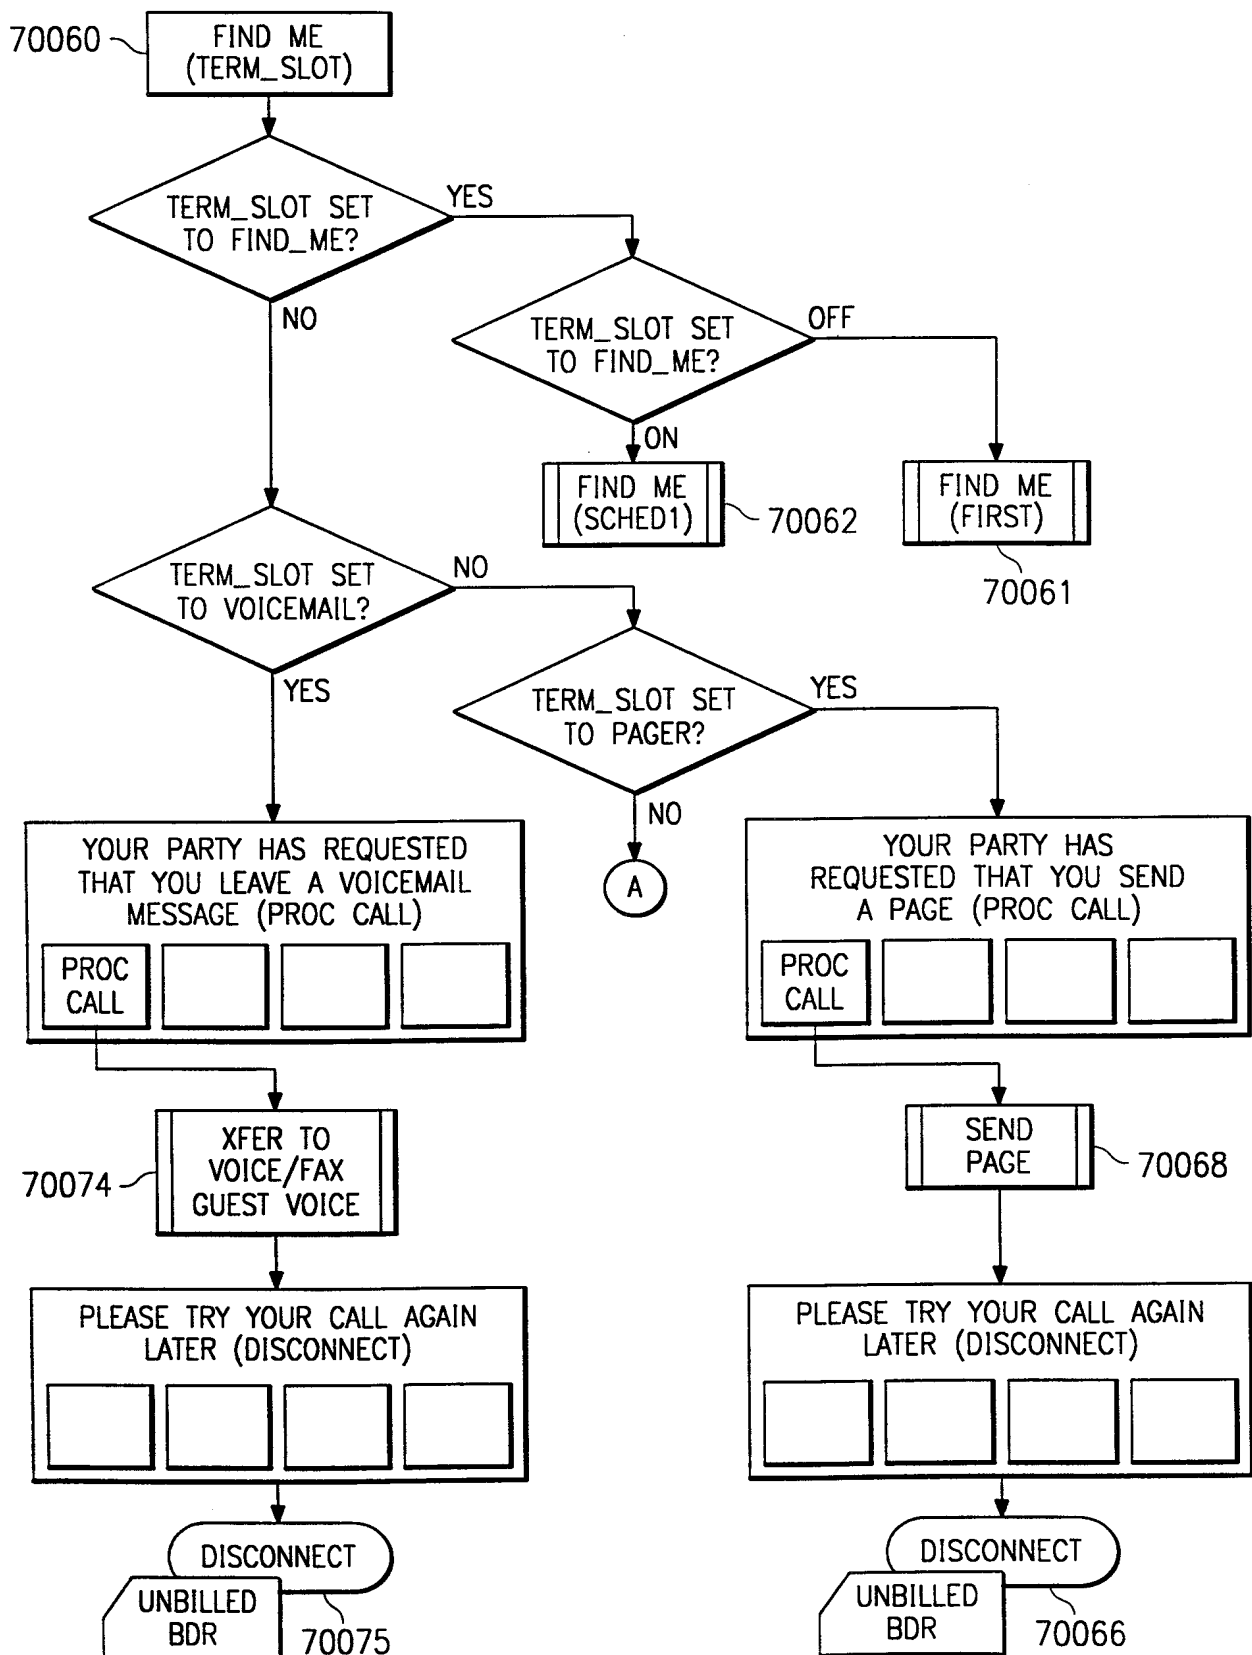 70060
FIND ME
(TERM_SLOT)
TERM_SLOT SET
TO FIND_ME?
YES
NO
TERM_SLOT SET
TO FIND_ME?
OFF
ON
FIND ME
(SCHED1)
70062
FIND ME
(FIRST)
70061
TERM_SLOT SET
TO VOICEMAIL?
NO
YES
TERM_SLOT SET
TO PAGER?
YES
NO
A
YOUR PARTY HAS REQUESTED
THAT YOU LEAVE A VOICEMAIL
MESSAGE (PROC CALL)
PROC
CALL
YOUR PARTY HAS
REQUESTED THAT YOU SEND
A PAGE (PROC CALL)
PROC
CALL
XFER TO
VOICE/FAX
GUEST VOICE
70074
SEND
PAGE
70068
PLEASE TRY YOUR CALL AGAIN
LATER (DISCONNECT)
PLEASE TRY YOUR CALL AGAIN
LATER (DISCONNECT)
DISCONNECT
UNBILLED
BDR
70075
DISCONNECT
UNBILLED
BDR
70066